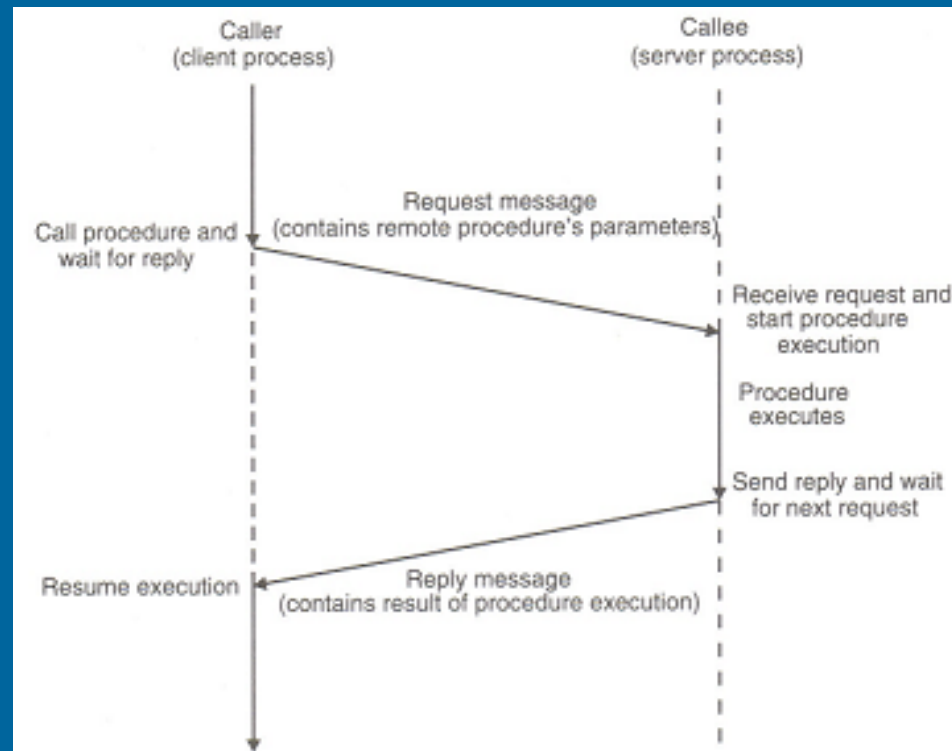 Caller
(client process)
Callee
(server process)
Request message
(contains remote procedure's parameters)
Call procedure and
wait for reply
Receive request and
start procedure
execution
Procedure
executes
Send reply and wait
for next request
Resume execution
Reply message
(contains result of procedure execution)